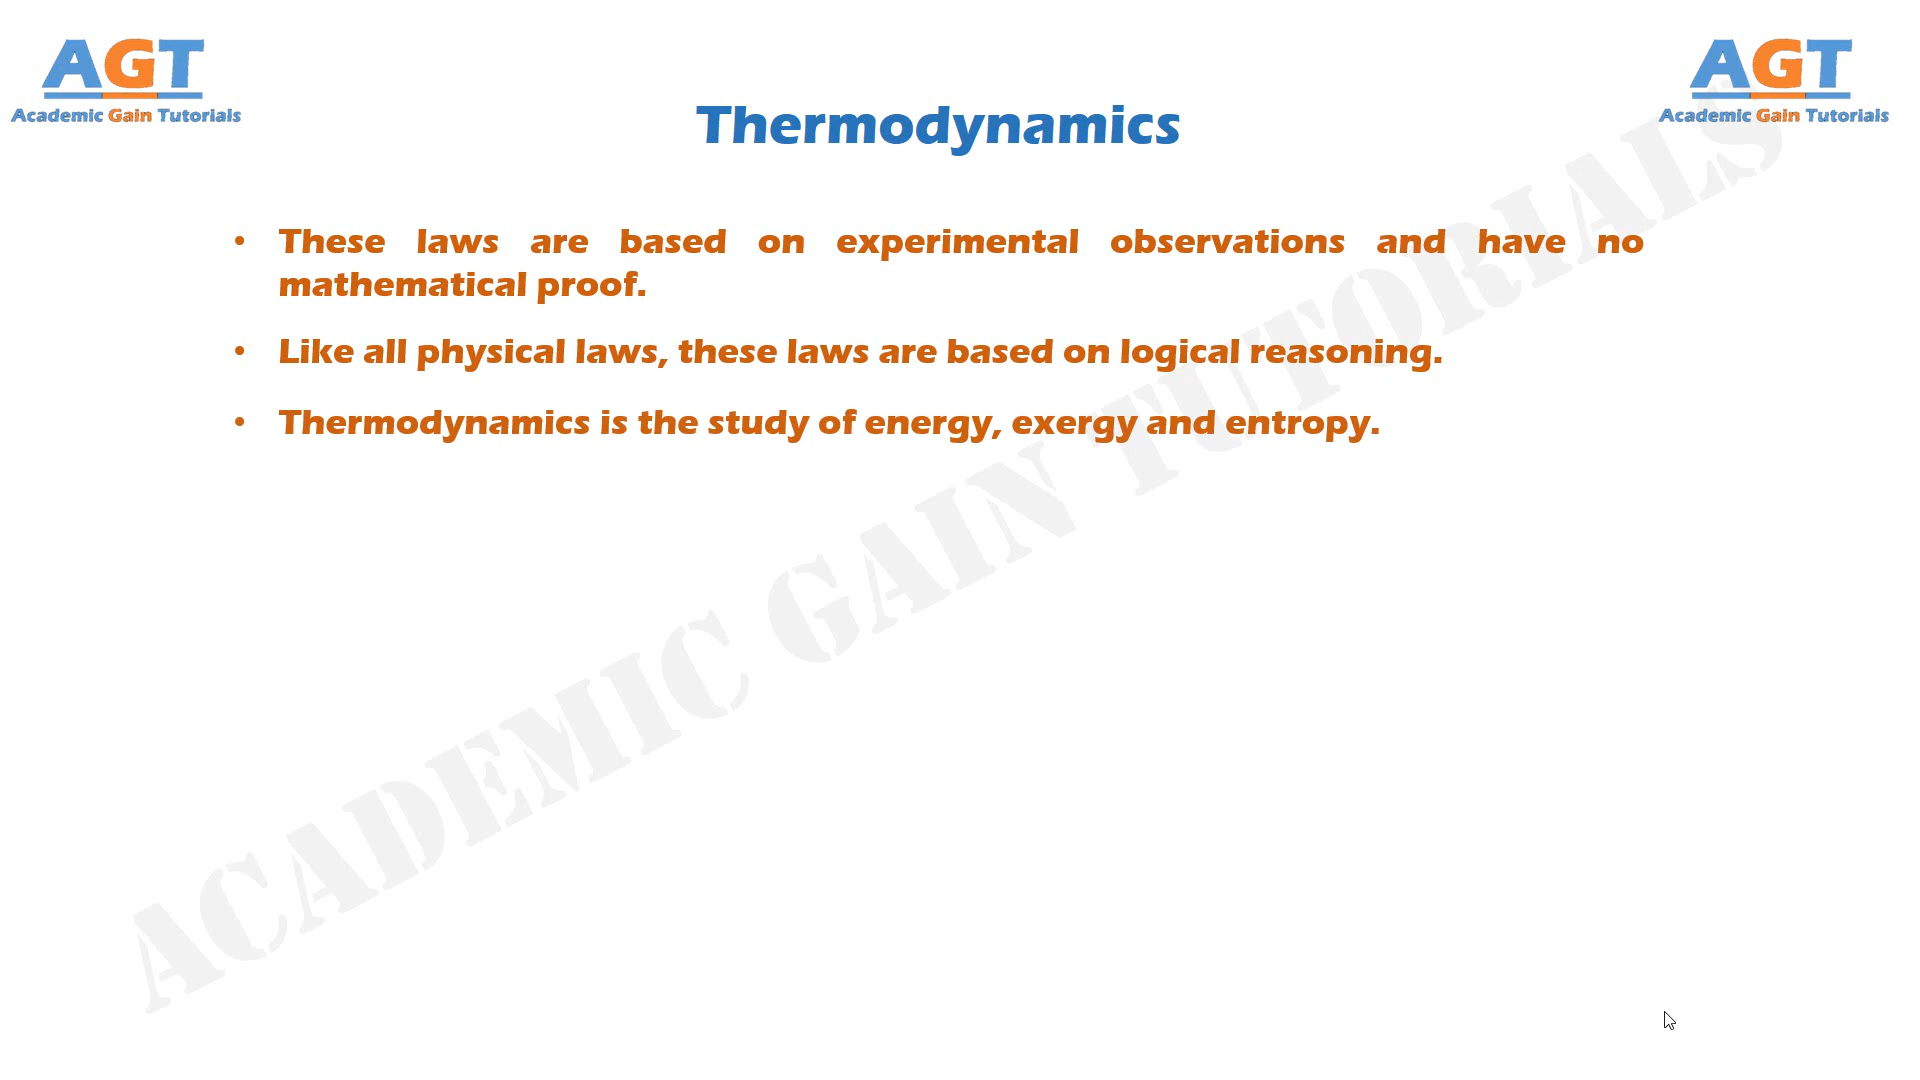 AGT
Academic Gain Tutorials
AGT
Academic Gain Tutorials
Thermodynamics
• These laws are based on experimental observations and have no
mathematical proof.
• Like all physical laws, these laws are based on logical reasoning.
• Thermodynamics is the study of energy, exergy and entropy.
ACADEMIC GAIN TUTORIALS